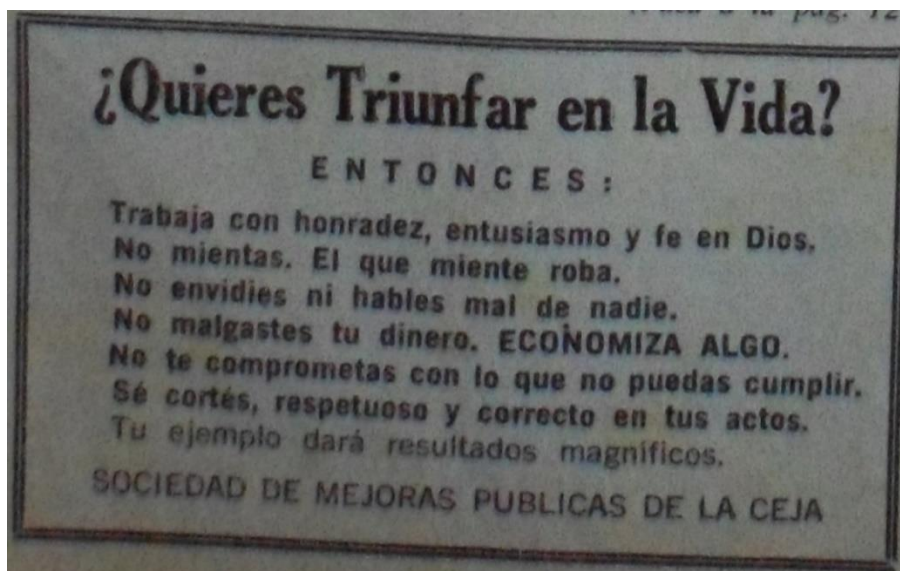 ¿Quieres Triunfar en la Vida?
ENTONCES:
Trabaja con honradez, entusiasmo y fe en Dios.
No mientas. El que miente roba.
No envidies ni hables mal de nadie.
No malgastes tu dinero. ECONOMIZA ALGO.
No te comprometas con lo que no puedas cumplir.
Sé cortés, respetuoso y correcto en tus actos.
Tu ejemplo dará resultados magníficos.
SOCIEDAD DE MEJORAS PUBLICAS DE LA CEJA